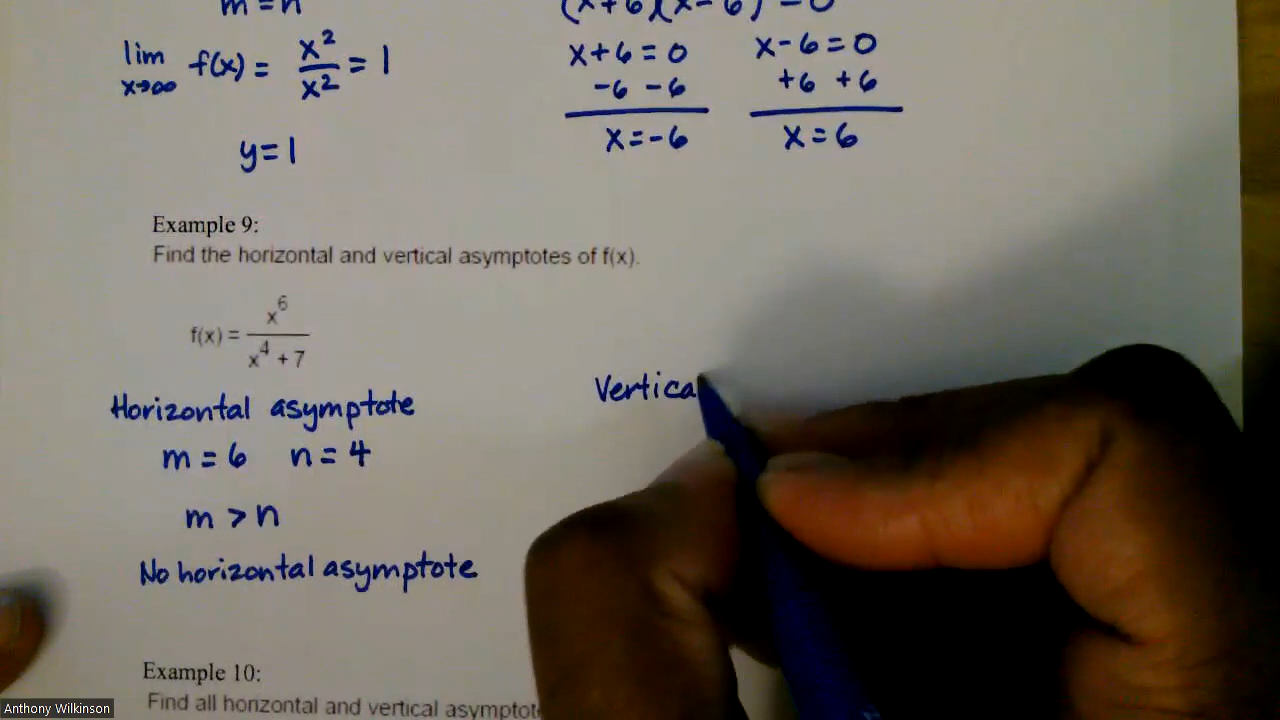 m = n
(x+6)(x-6) = 0
lim x→∞ f(x) = x²/x² = 1
y = 1
x+6 = 0
-6 -6
x = -6
x-6 = 0
+6 +6
x = 6
Example 9:
Find the horizontal and vertical asymptotes of f(x).
f(x) = x⁶/x⁴ + 7
Horizontal asymptote
m = 6 n = 4
m > n
No horizontal asymptote
Vertica
Example 10:
Find all horizontal and vertical
Anthony Wilkinson